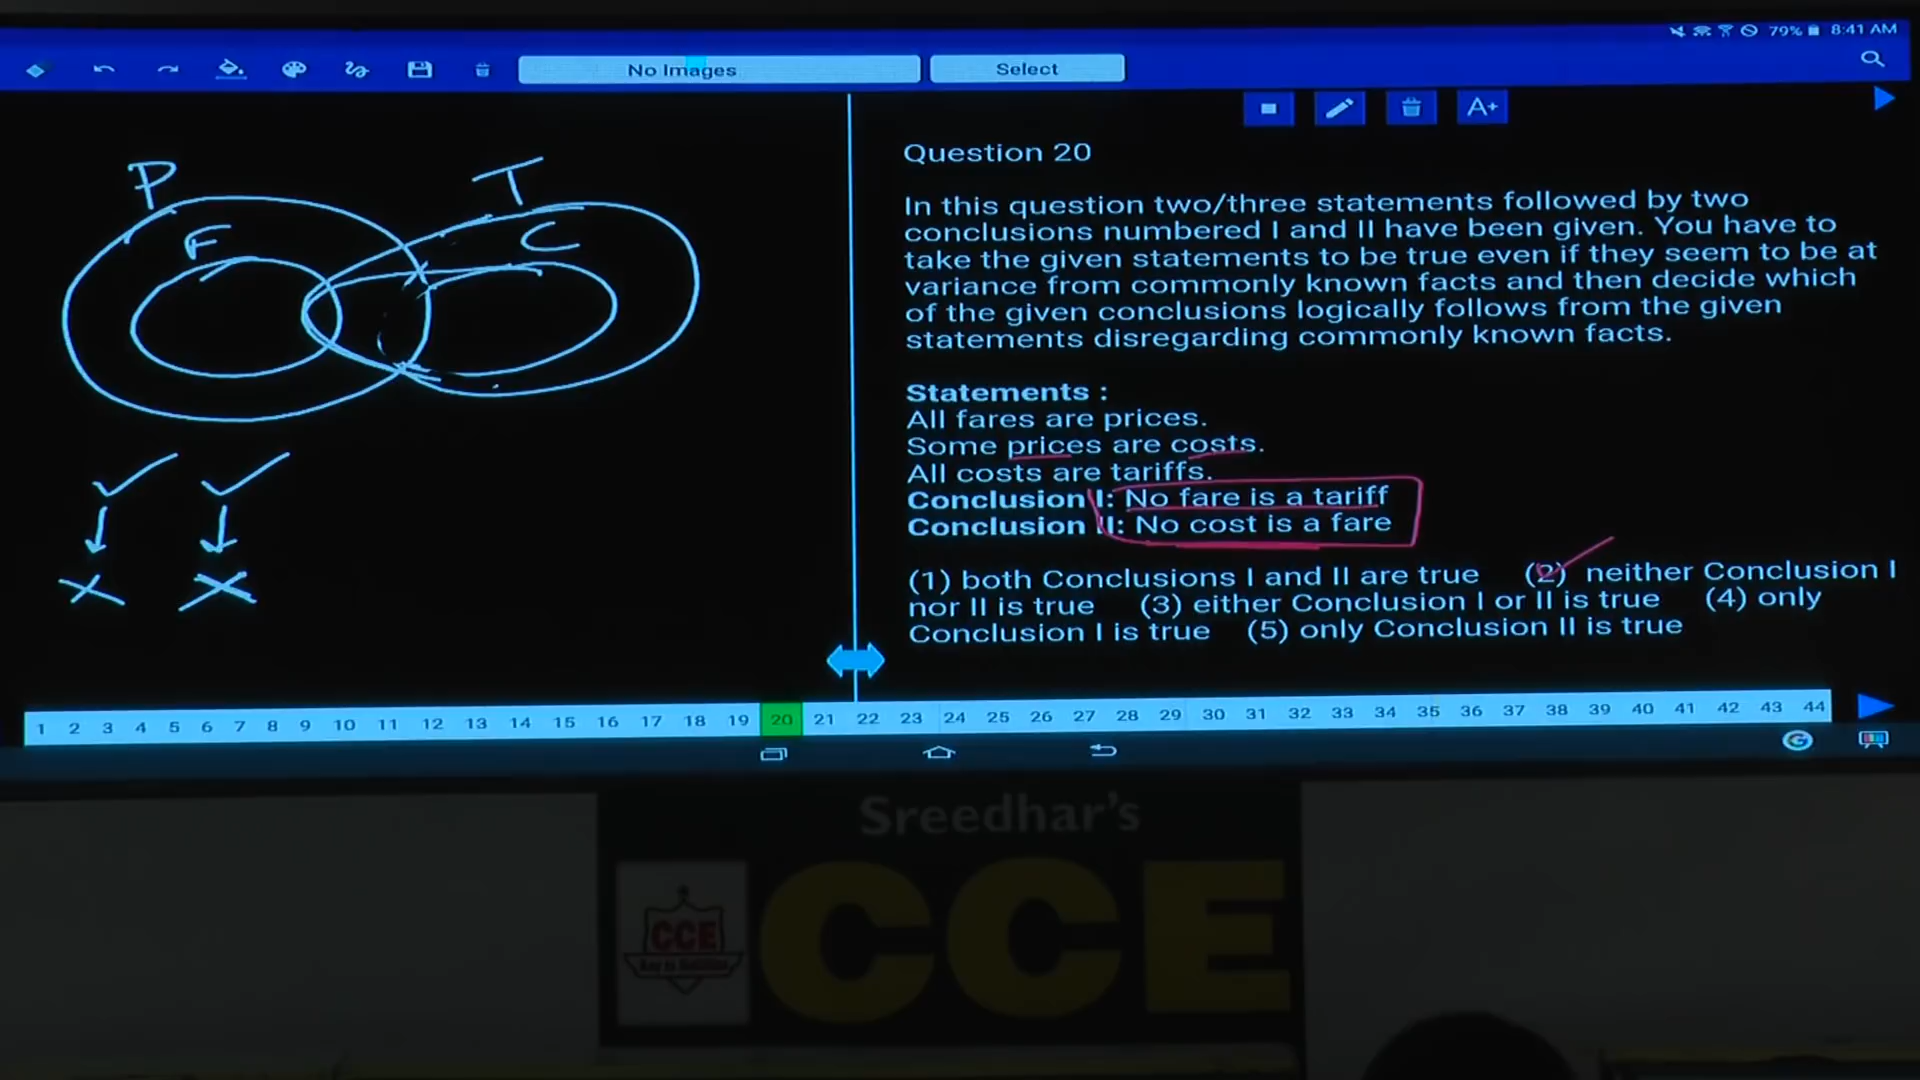 79% 8:41 AM
No Images Select
A+
P
T
F
C
Question 20
In this question two/three statements followed by two
conclusions numbered I and II have been given. You have to
take the given statements to be true even if they seem to be at
variance from commonly known facts and then decide which
of the given conclusions logically follows from the given
statements disregarding commonly known facts.
Statements :
All fares are prices.
Some prices are costs.
All costs are tariffs.
Conclusion I: No fare is a tariff
Conclusion II: No cost is a fare
(1) both Conclusions I and II are true (2) neither Conclusion I
nor II is true (3) either Conclusion I or II is true (4) only
Conclusion I is true (5) only Conclusion II is true
1 2 3 4 5 6 7 8 9 10 11 12 13 14 15 16 17 18 19 20 21 22 23 24 25 26 27 28 29 30 31 32 33 34 35 36 37 38 39 40 41 42 43 44
G
Sreedhar's
CCE
CCE